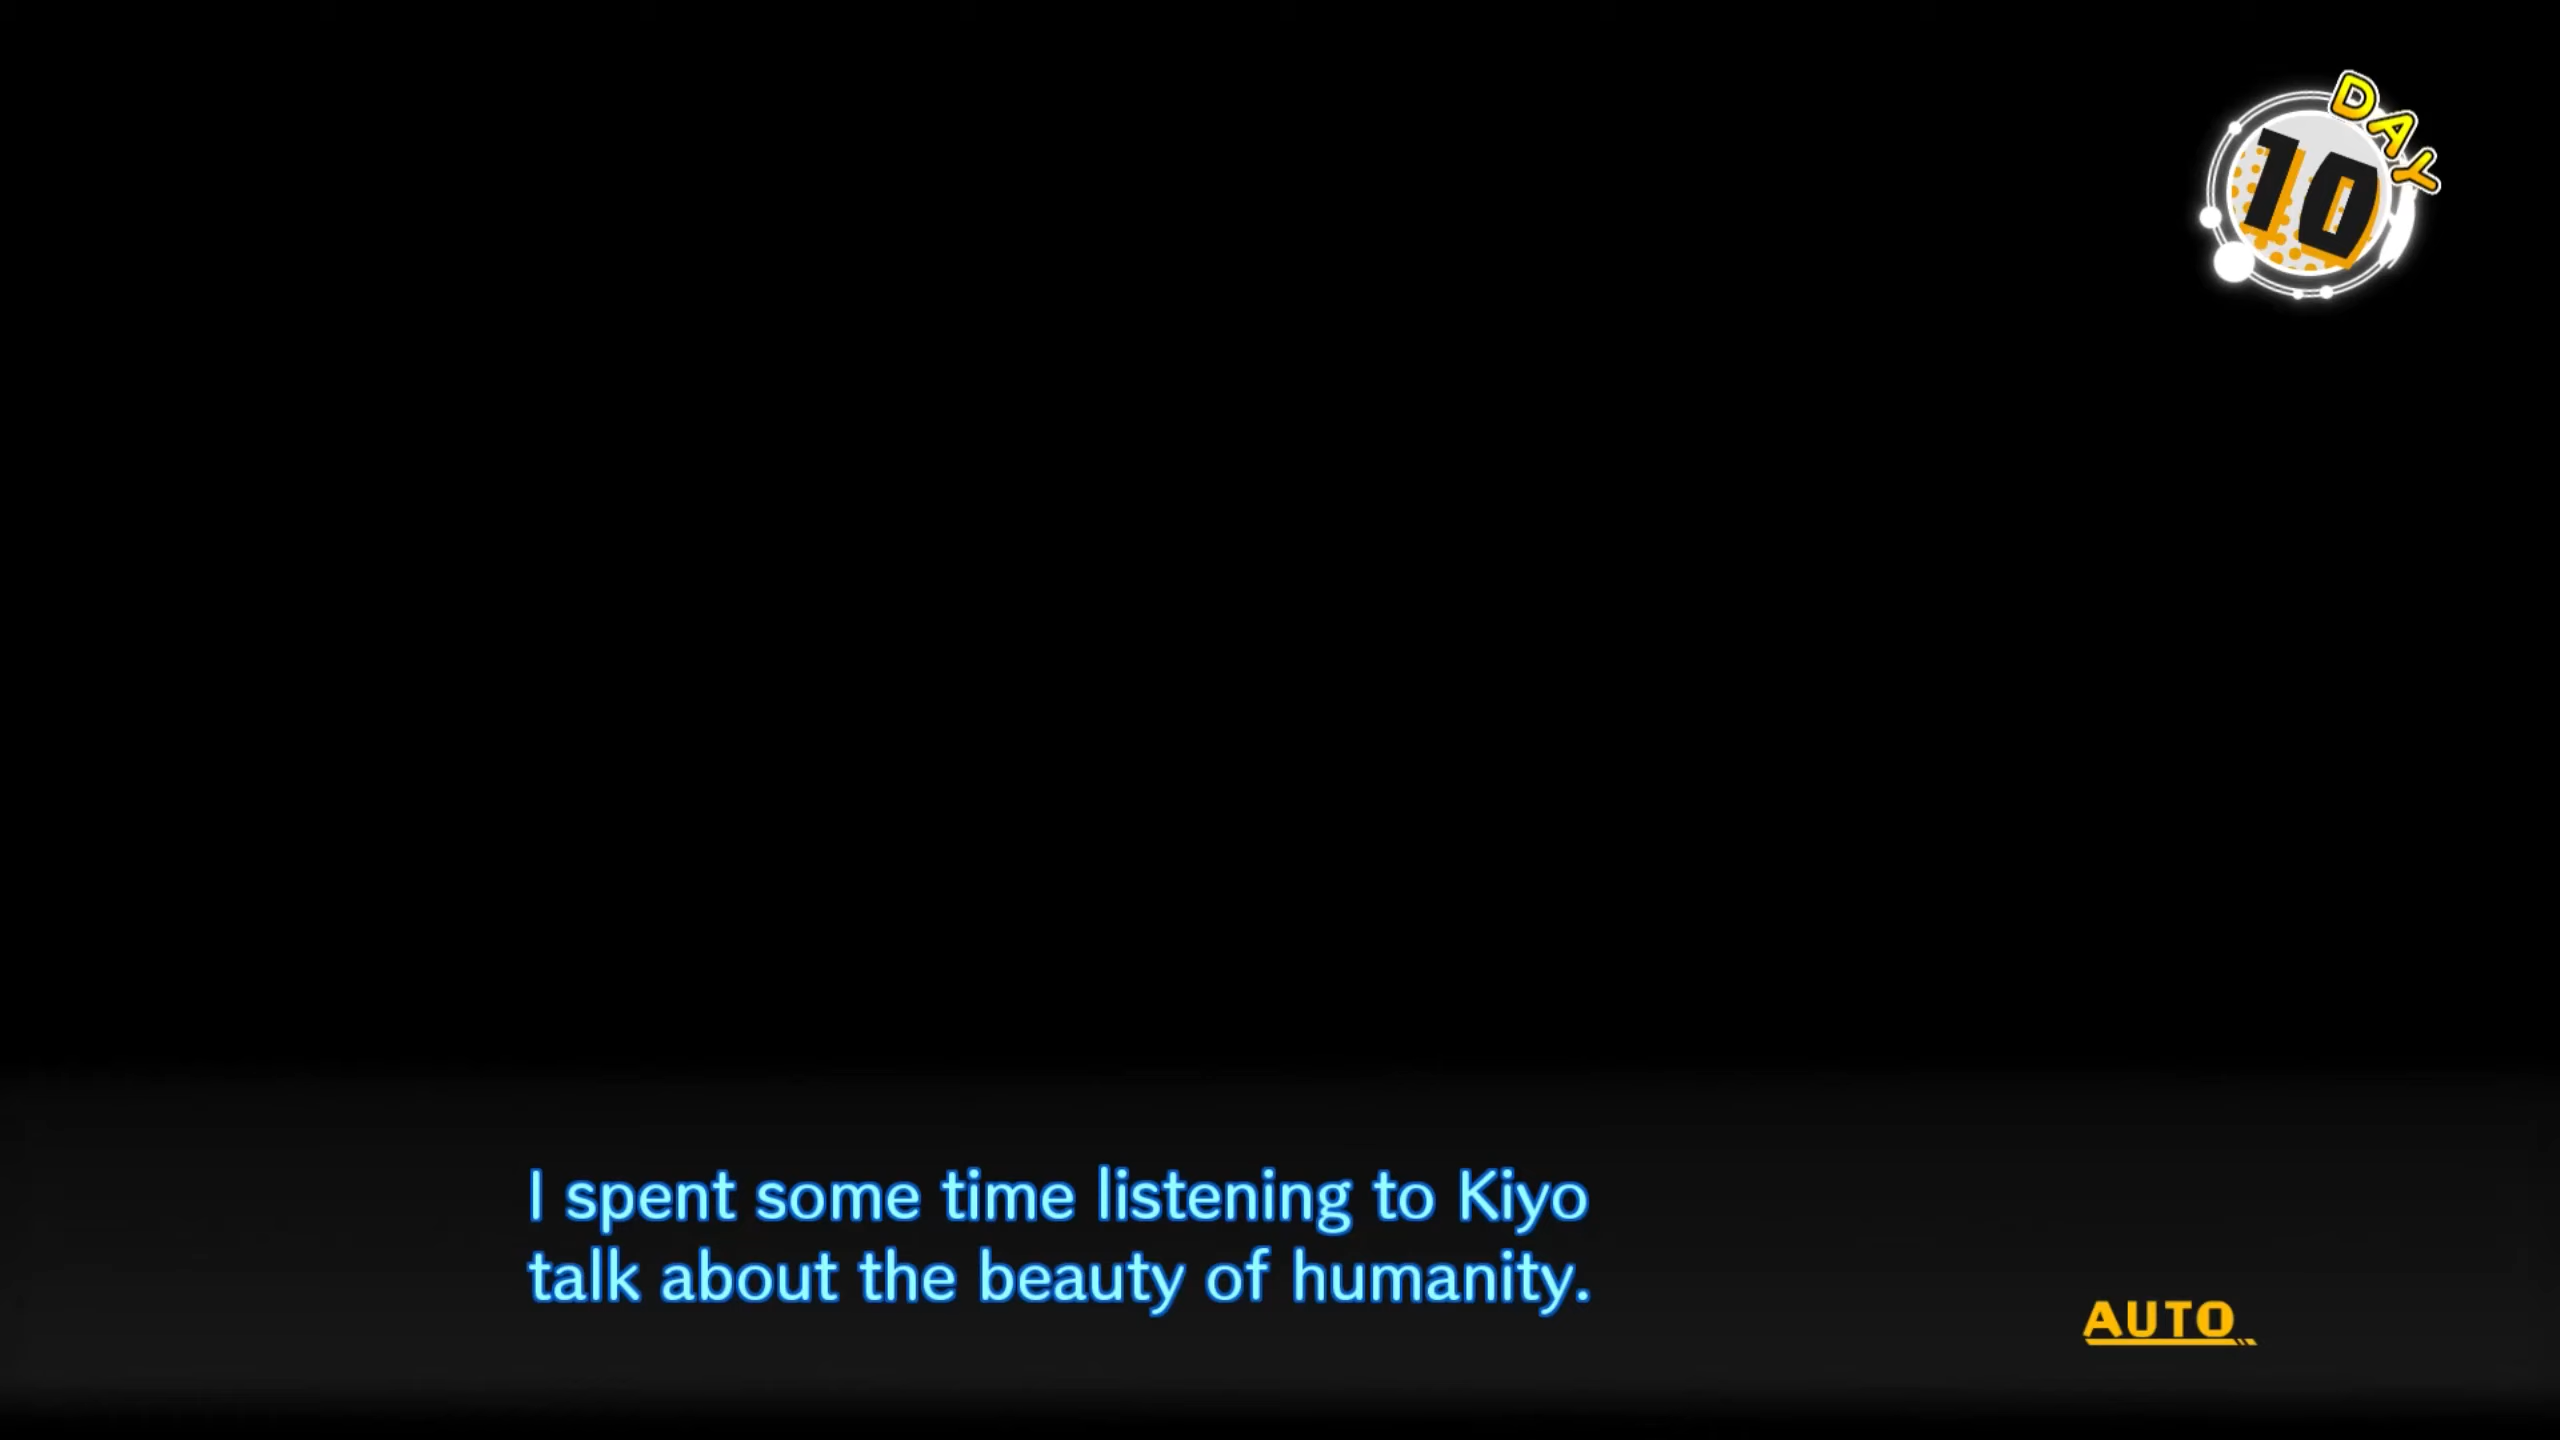 DAY
10
I spent some time listening to Kiyo
talk about the beauty of humanity.
AUTO